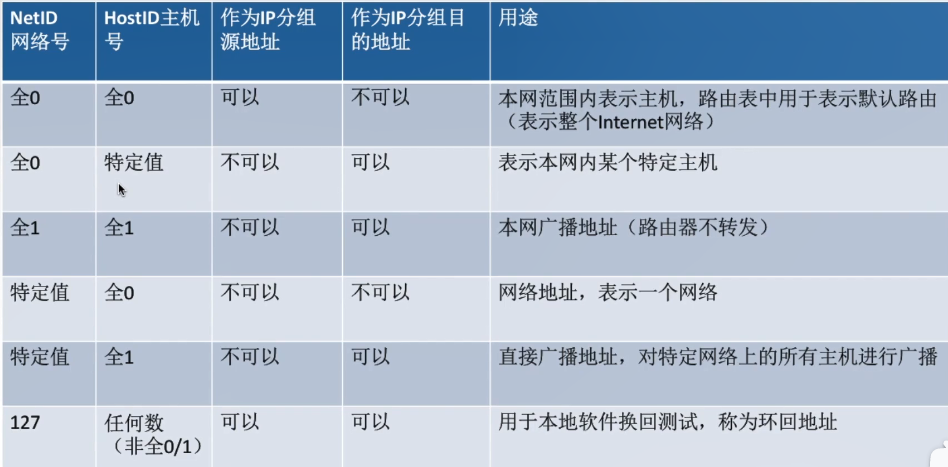 NetID 网络号 HostID主机号 作为IP分组源地址 作为IP分组目的地址 用途
全0 全0 可以 不可以 本网范围内表示主机，路由表中用于表示默认路由（表示整个Internet网络）
全0 特定值 不可以 可以 表示本网内某个特定主机
全1 全1 不可以 可以 本网广播地址（路由器不转发）
特定值 全0 不可以 不可以 网络地址，表示一个网络
特定值 全1 不可以 可以 直接广播地址，对特定网络上的所有主机进行广播
127 任何数（非全0/1） 可以 可以 用于本地软件换回测试，称为环回地址